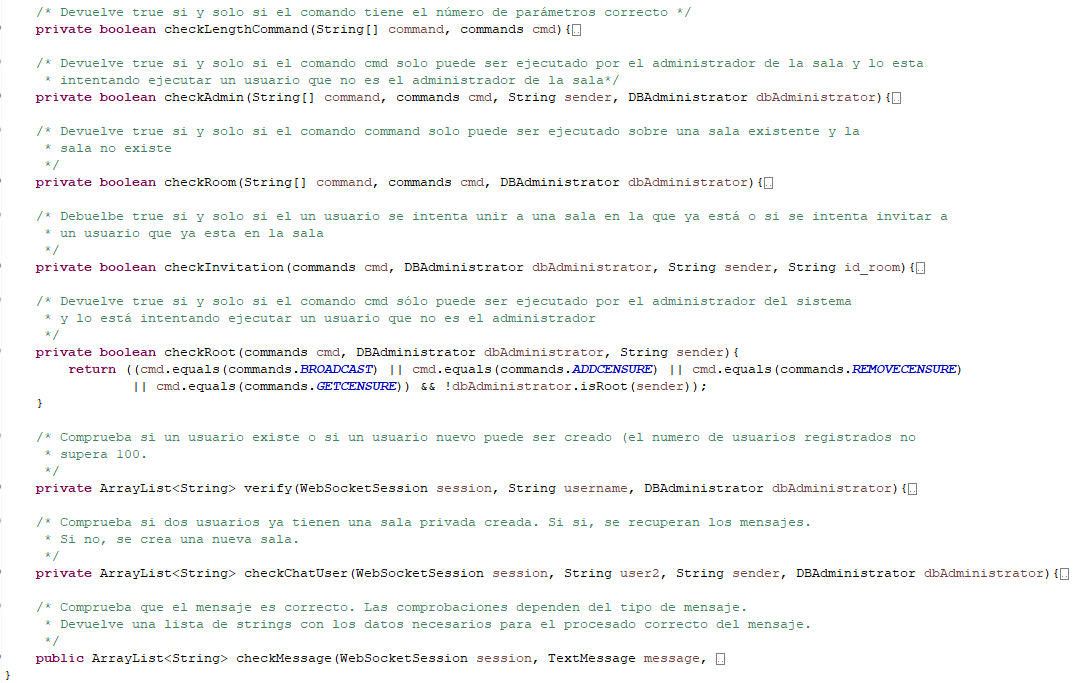 /* Devuelve true si y solo si el comando tiene el número de parámetros correcto */
private boolean checkLengthCommand(String[] command, commands cmd){..
/* Devuelve true si y solo si el comando cmd solo puede ser ejecutado por el administrador de la sala y lo esta
* intentando ejecutar un usuario que no es el administrador de la sala*/
private boolean checkAdmin(String[] command, commands cmd, String sender, DBAdministrator dbAdministrator){..
/* Devuelve true si y solo si el comando command solo puede ser ejecutado sobre una sala existente y la
* sala no existe
*/
private boolean checkRoom(String[] command, commands cmd, DBAdministrator dbAdministrator){..
/* Debuelbe true si y solo si el un usuario se intenta unir a una sala en la que ya está o si se intenta invitar a
* un usuario que ya esta en la sala
*/
private boolean checkInvitation(commands cmd, DBAdministrator dbAdministrator, String sender, String id_room){..
/* Devuelve true si y solo si el comando cmd sólo puede ser ejecutado por el administrador del sistema
* y lo está intentando ejecutar un usuario que no es el administrador
*/
private boolean checkRoot(commands cmd, DBAdministrator dbAdministrator, String sender){
return ((cmd.equals(commands.BROADCAST) || cmd.equals(commands.ADDCENSURE) || cmd.equals(commands.REMOVECENSURE)
|| cmd.equals(commands.GETCENSURE)) && !dbAdministrator.isRoot(sender));
}
/* Comprueba si un usuario existe o si un usuario nuevo puede ser creado (el numero de usuarios registrados no
* supera 100.
*/
private ArrayList<String> verify(WebSocketSession session, String username, DBAdministrator dbAdministrator){..
/* Comprueba si dos usuarios ya tienen una sala privada creada. Si si, se recuperan los mensajes.
* Si no, se crea una nueva sala.
*/
private ArrayList<String> checkChatUser(WebSocketSession session, String user2, String sender, DBAdministrator dbAdministrator){..
/* Comprueba que el mensaje es correcto. Las comprobaciones dependen del tipo de mensaje.
* Devuelve una lista de strings con los datos necesarios para el procesado correcto del mensaje.
*/
public ArrayList<String> checkMessage(WebSocketSession session, TextMessage message, ..
}